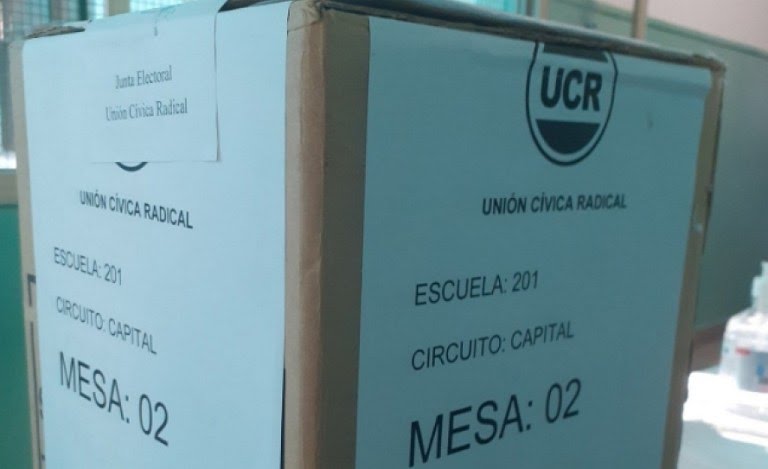 Junta Electoral
Unión Cívica Radical
UNIÓN CÍVICA RADICAL
ESCUELA: 201
CIRCUITO: CAPITAL
MESA: 02
UCR
UNIÓN CÍVICA RADICAL
ESCUELA: 201
CIRCUITO: CAPITAL
MESA: 02